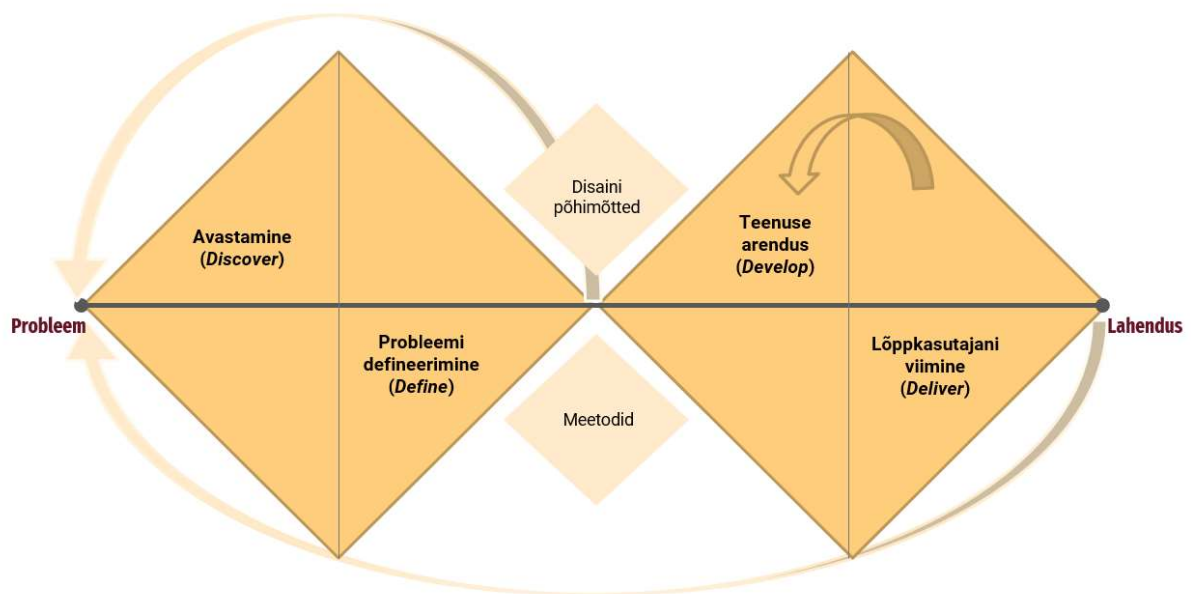 Disaini
põhimõtted
Avastamine
(Discover)
Teenuse
arendus
(Develop)
Probleem
Lahendus
Probleemi
defineerimine
(Define)
Lõppkasutajani
viimine
(Deliver)
Meetodid